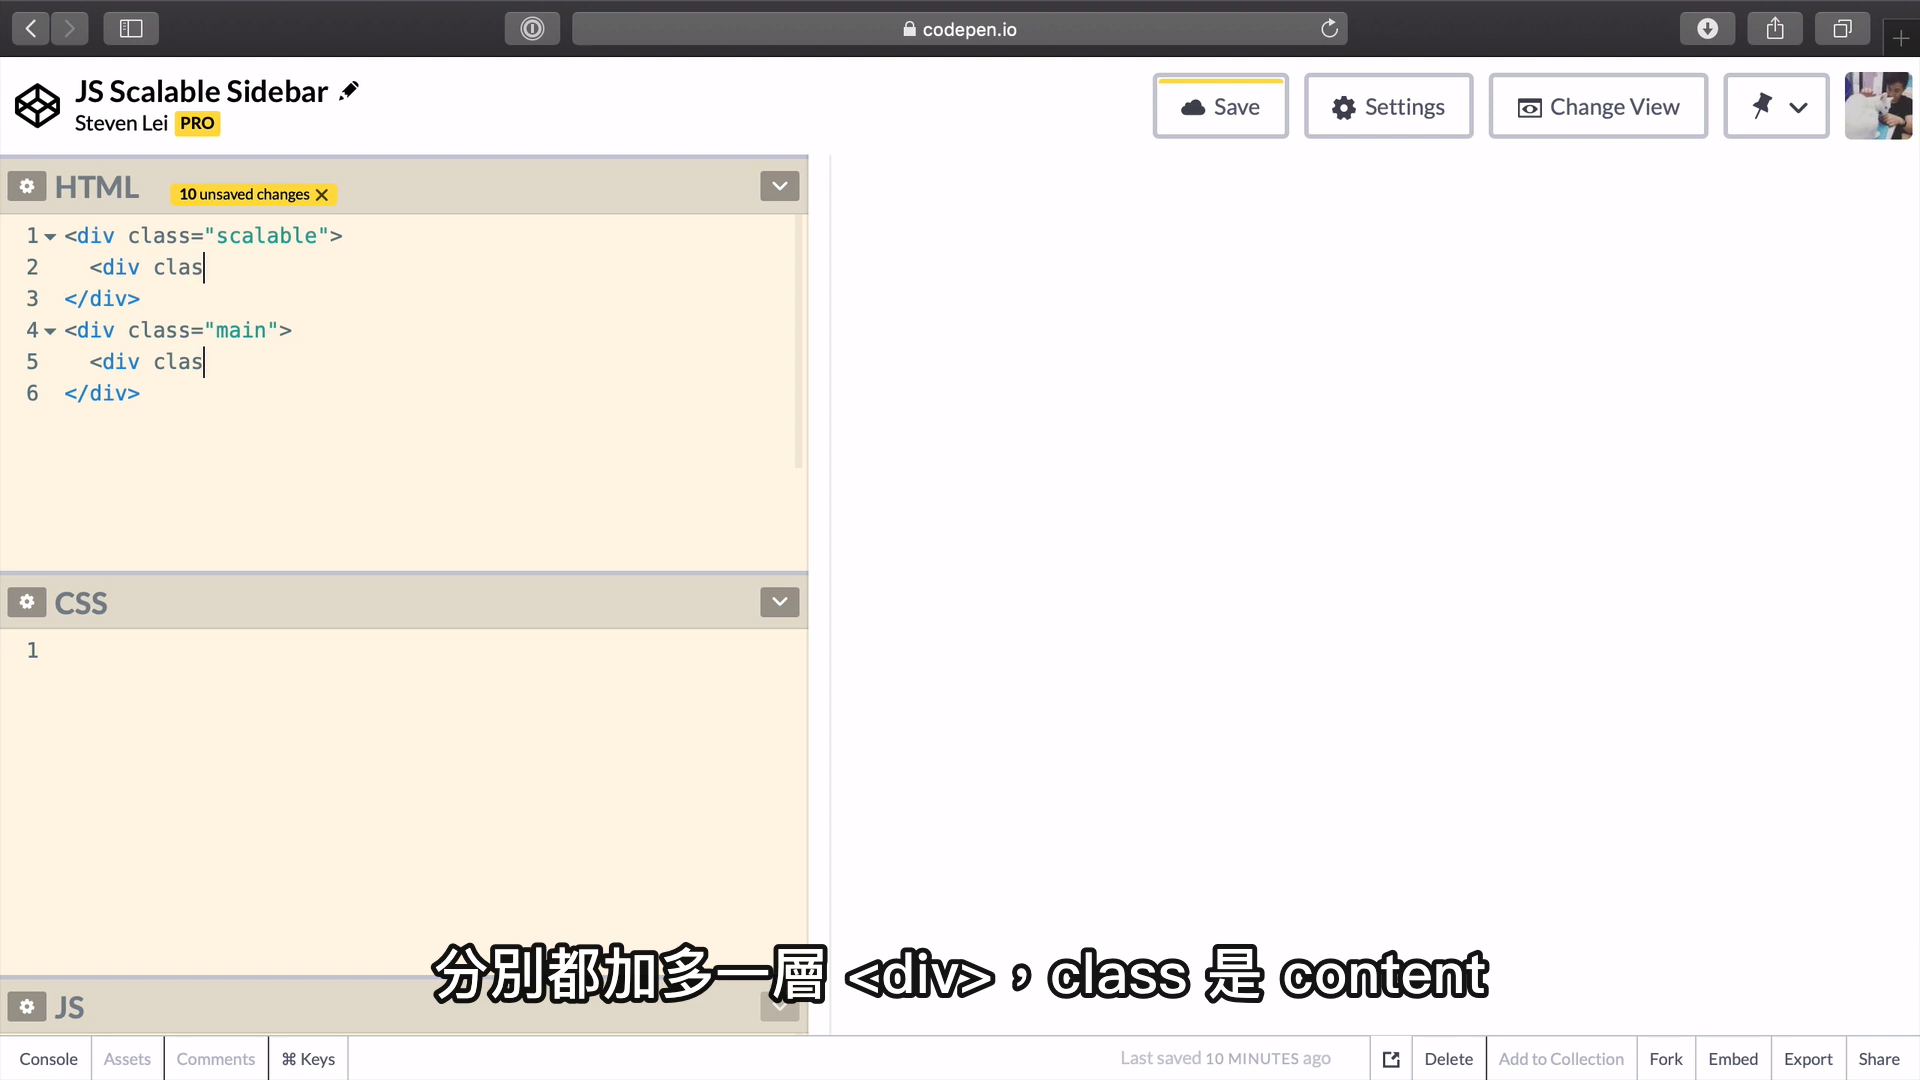 codepen.io
JS Scalable Sidebar
Steven Lei PRO
Save
Settings
Change View
HTML
10 unsaved changes
1 <div class="scalable">
2 <div clas
3 </div>
4 <div class="main">
5 <div clas
6 </div>
CSS
1
分別都加多一層 <div>，class 是 content
JS
Console
Assets
Comments
⌘ Keys
Last saved 10 MINUTES ago
Delete
Add to Collection
Fork
Embed
Export
Share